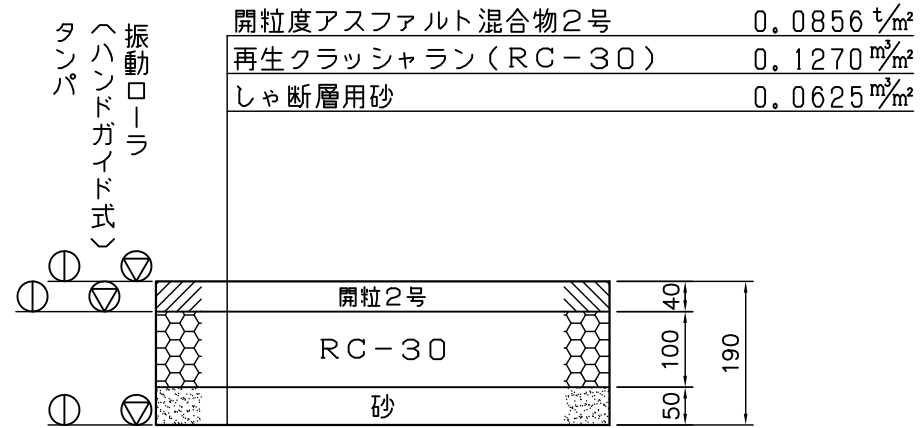 開粒度アスファルト混合物2号 0.0856 t/m²
再生クラッシャラン(RC-30) 0.1270 m³/m²
しゃ断層用砂 0.0625 m³/m²
振動ローラ
(ハンドガイド式)
タンパ
開粒2号
RC-30
砂
40
100
50
190